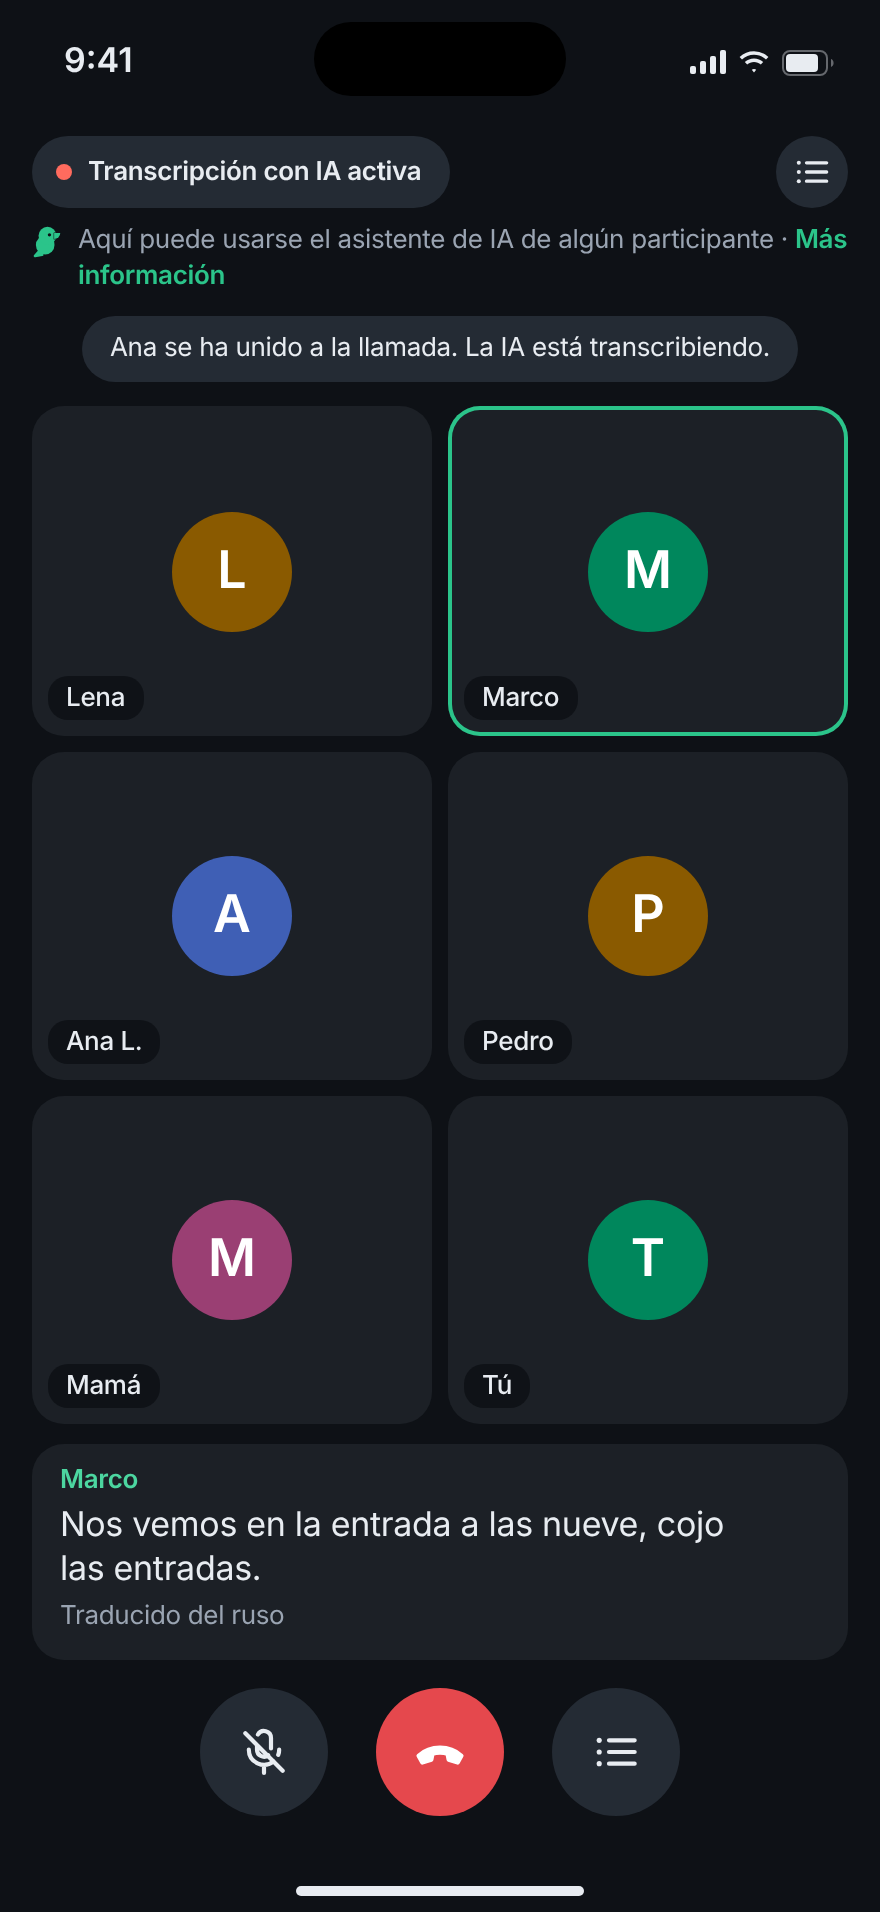 9:41
Transcripción con IA activa
Aquí puede usarse el asistente de IA de algún participante · Más
información
Ana se ha unido a la llamada. La IA está transcribiendo.
L
Lena
M
Marco
A
Ana L.
P
Pedro
M
Mamá
T
Tú
Marco
Nos vemos en la entrada a las nueve, cojo
las entradas.
Traducido del ruso